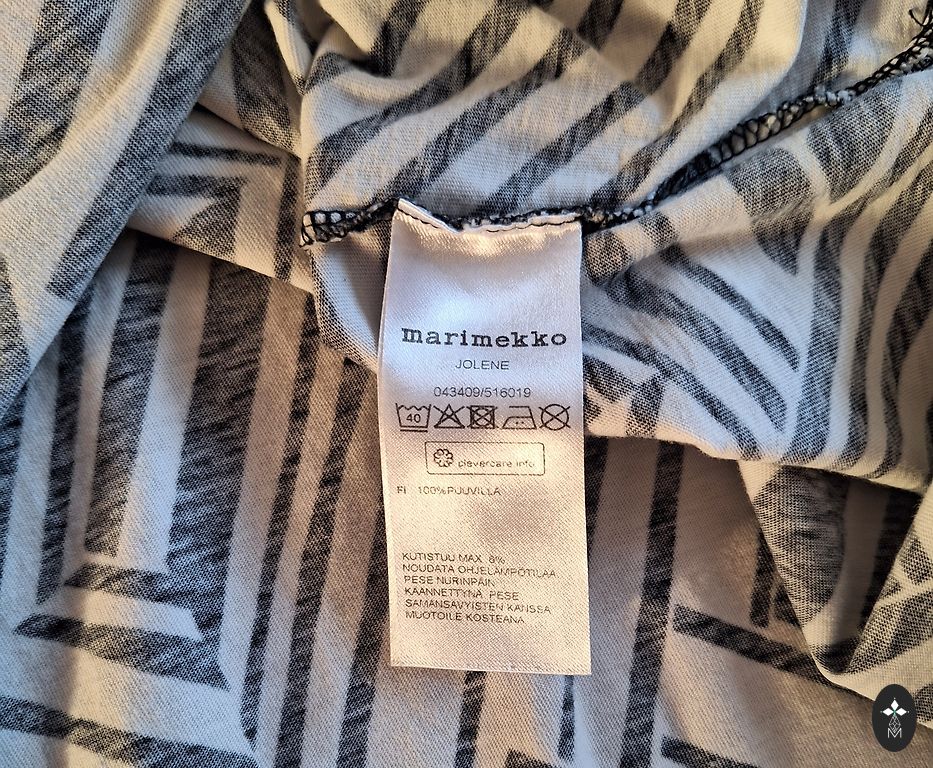 marimekko
JOLENE
043409/516019
40
clevercare.info
FI 100% PUUVILLA
KUTISTUU MAX. 8%
NOUDATA OHJELÄMPÖTILAA
PESE NURINPÄIN
KÄÄNNETTYNÄ. PESE
SAMANSÄVYISTEN KANSSA
MUOTOILE KOSTEANA
M